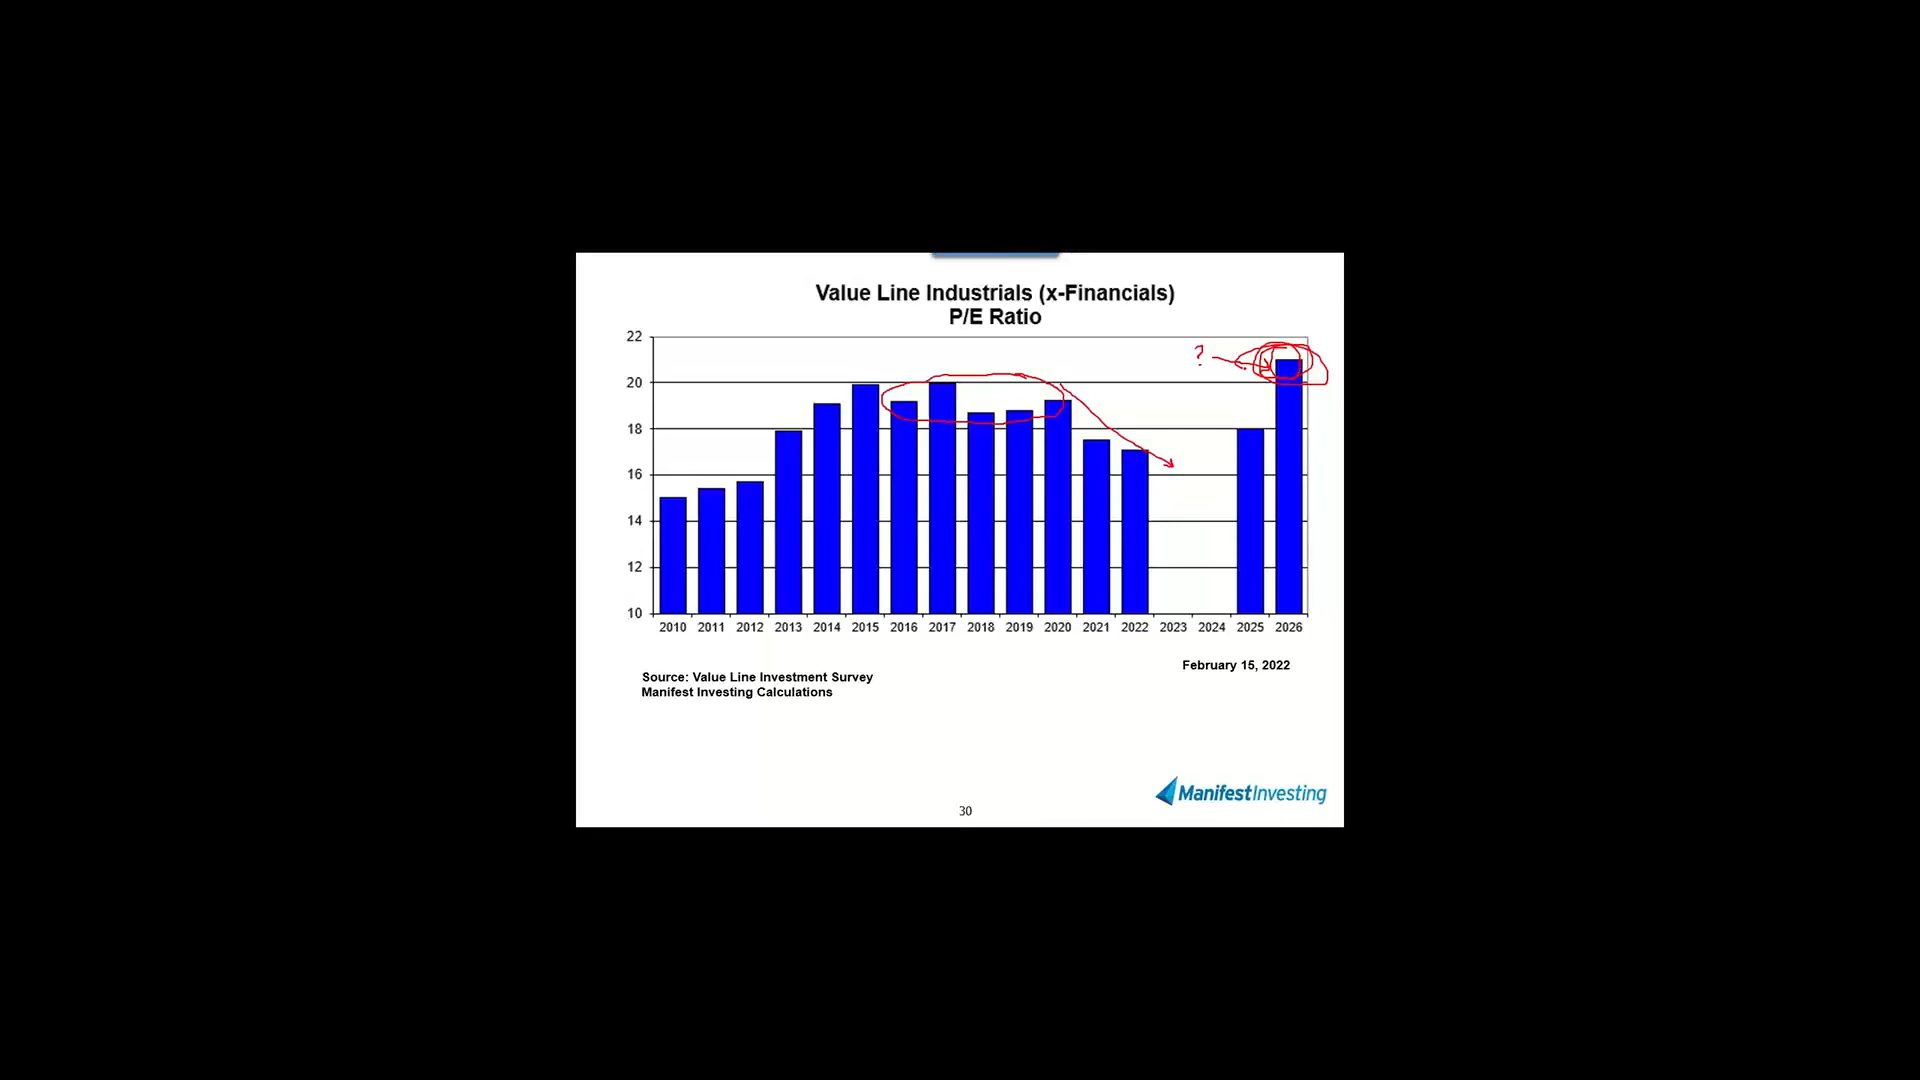 Value Line Industrials (x-Financials)
P/E Ratio
22
20
18
16
14
12
10
?
2010 2011 2012 2013 2014 2015 2016 2017 2018 2019 2020 2021 2022 2023 2024 2025 2026
February 15, 2022
Source: Value Line Investment Survey
Manifest Investing Calculations
ManifestInvesting
30